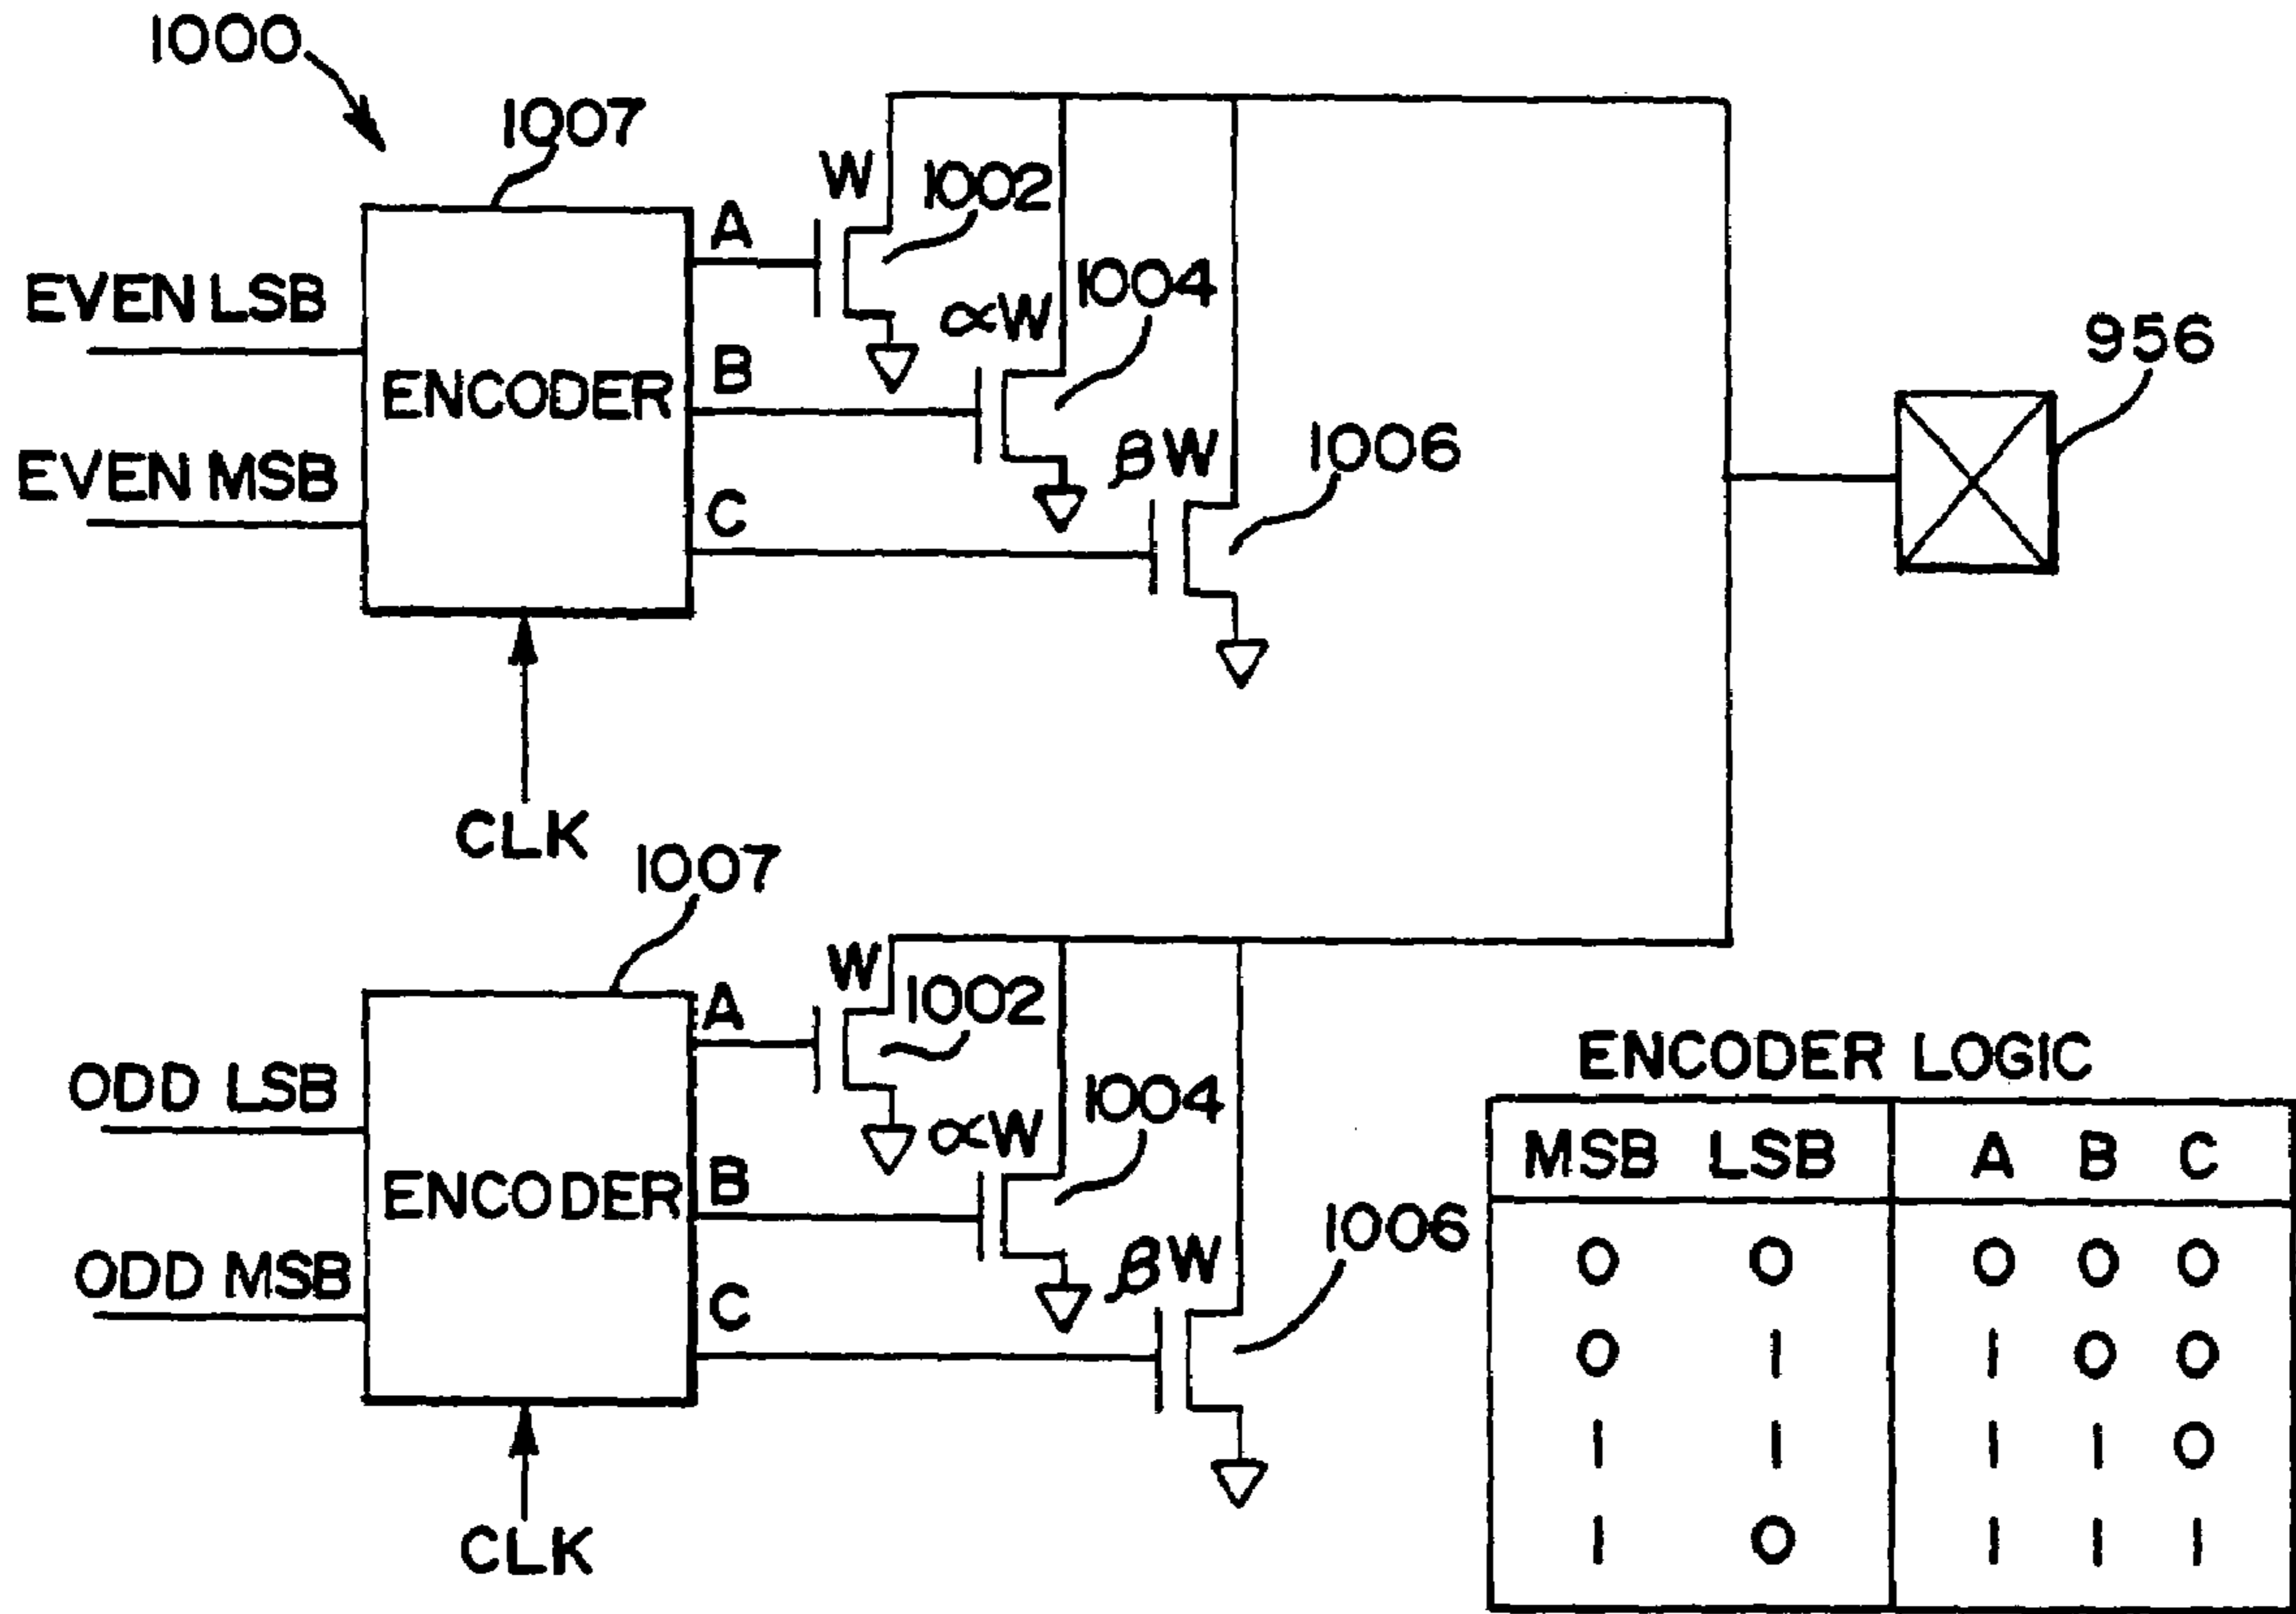 1000
1007
W
1002
A
EVEN LSB
αW
1004
956
B
ENCODER
βW
1006
EVEN MSB
C
CLK
1007
W
1002
A
ODD LSB
αW
1004
B
ENCODER
βW
1006
ODD MSB
C
CLK
ENCODER LOGIC
MSB LSB A B C
0 0 0 0 0
0 1 1 0 0
1 1 1 1 0
1 0 1 1 1